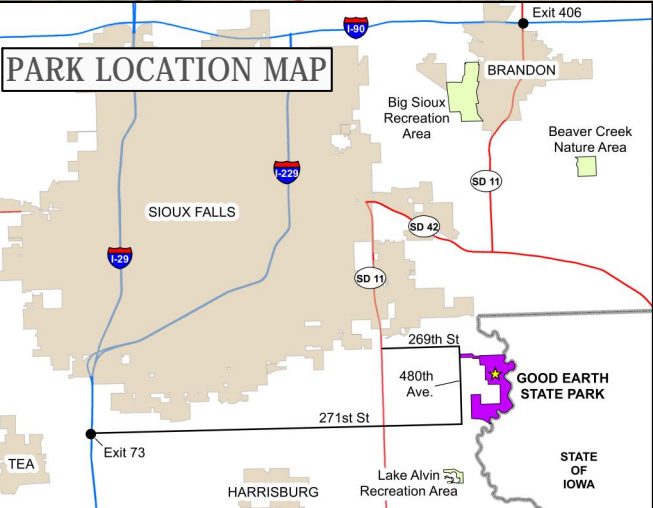 Exit 406
I-90
PARK LOCATION MAP
BRANDON
Big Sioux
Recreation
Area
Beaver Creek
Nature Area
I-229
SD 11
SIOUX FALLS
SD 42
I-29
SD 11
269th St
480th
Ave.
GOOD EARTH
STATE PARK
271st St
Exit 73
TEA
STATE
OF
IOWA
Lake Alvin
Recreation Area
HARRISBURG